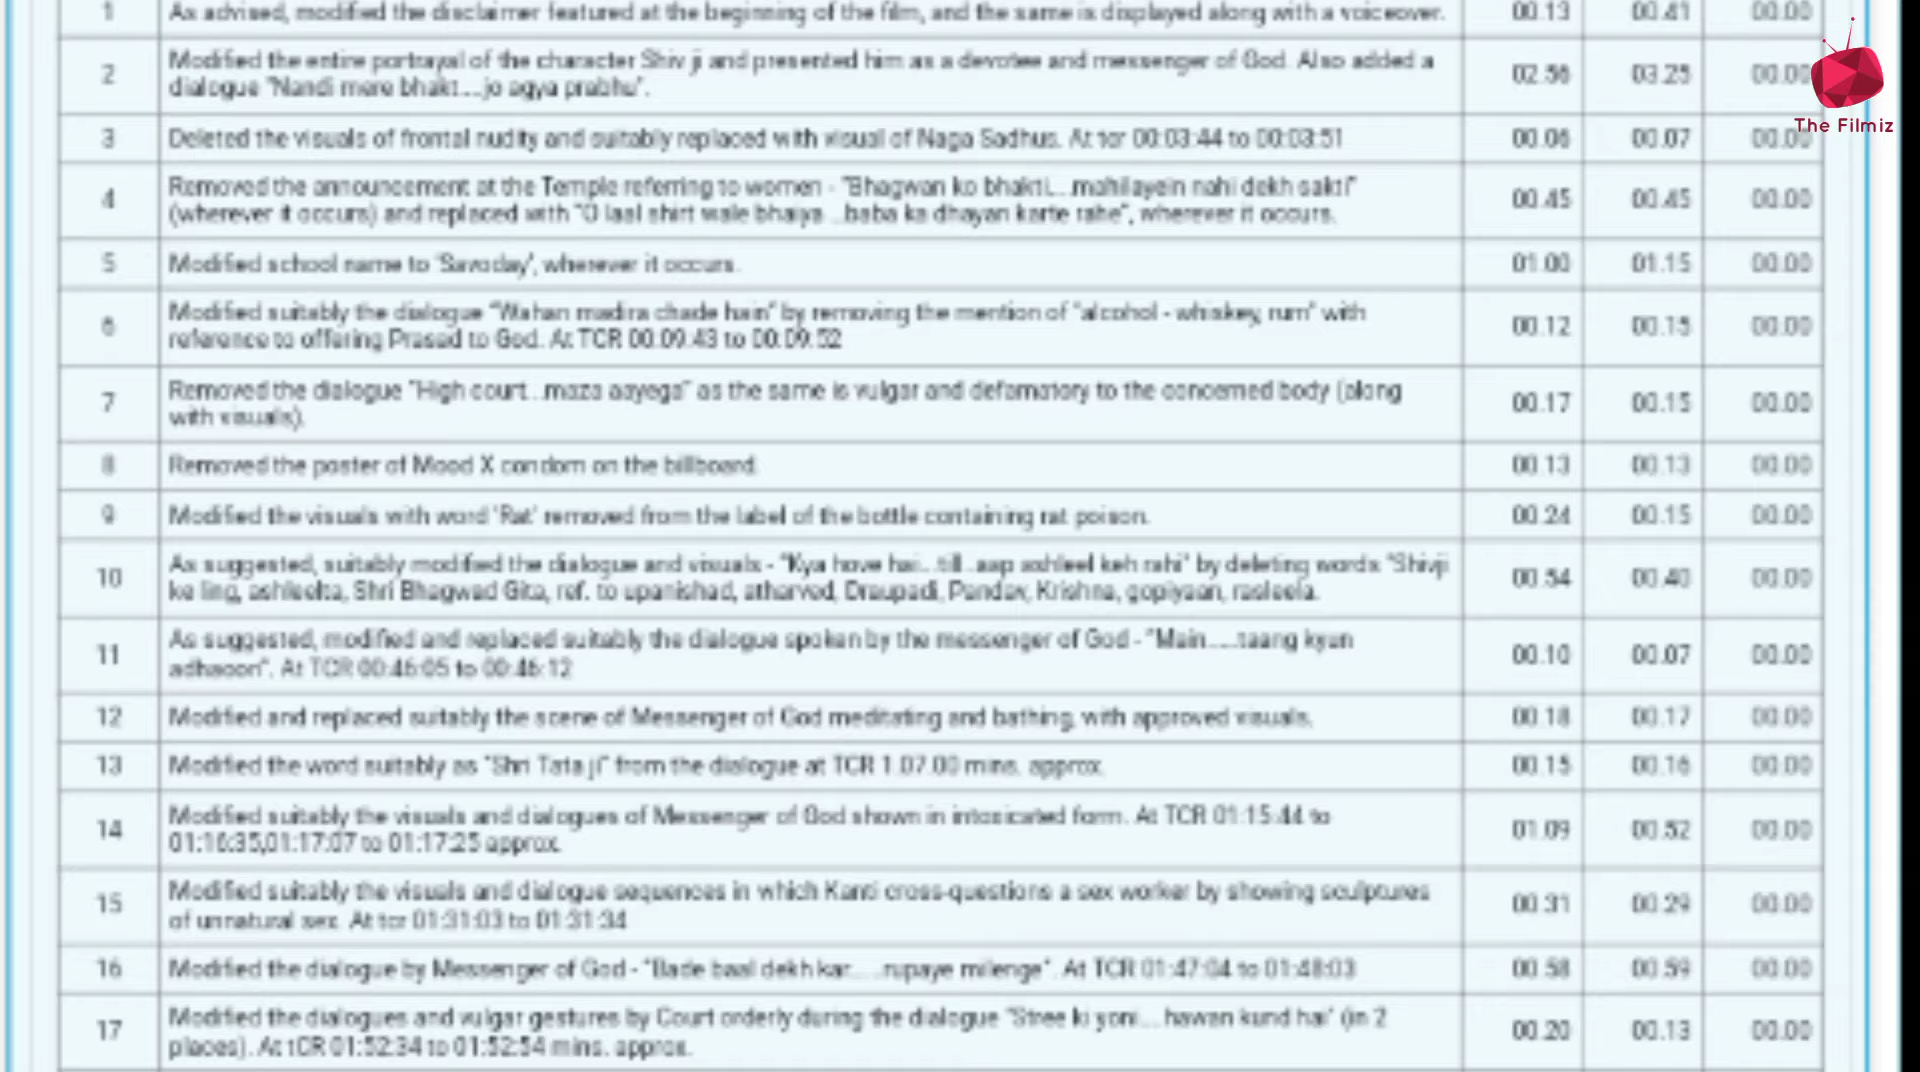 1 As advised, modified the disclaimer featured at the beginning of the film, and the same is displayed along with a voiceover. 00.13 00.41 00.00
2 Modified the entire portrayal of the character Shiv ji and presented him as a devotee and messenger of God. Also added a
dialogue "Nandi mere bhakt....jo agya prabhu". 02.56 03.25 00.00
3 Deleted the visuals of frontal nudity and suitably replaced with visual of Naga Sadhus. At tcr 00:03:44 to 00:03:51 00.06 00.07 00.00
4 Removed the announcement at the Temple referring to women - "Bhagwan ko bhakti....mahilayein nahi dekh sakti"
(wherever it occurs) and replaced with "O laal shirt wale bhaiya ...baba ka dhayan karte rahe", wherever it occurs. 00.45 00.45 00.00
5 Modified school name to 'Savoday', wherever it occurs. 01.00 01.15 00.00
6 Modified suitably the dialogue "Wahan madira chade hain" by removing the mention of "alcohol - whiskey, rum" with
reference to offering Prasad to God. At TCR 00.09.43 to 00:09.52 00.12 00.15 00.00
7 Removed the dialogue "High court...maza aayega" as the same is vulgar and defamatory to the concerned body (along
with visuals). 00.17 00.15 00.00
8 Removed the poster of Mood X condom on the billboard. 00.13 00.13 00.00
9 Modified the visuals with word 'Rat' removed from the label of the bottle containing rat poison. 00.24 00.15 00.00
10 As suggested, suitably modified the dialogue and visuals - "Kya hove hai...till..aap ashleel keh rahi" by deleting words "Shivji
ke ling, ashleelta, Shri Bhagwad Gita, ref. to upanishad, atharved, Draupadi, Pandav, Krishna, gopiyaan, rasleela. 00.54 00.40 00.00
11 As suggested, modified and replaced suitably the dialogue spoken by the messenger of God - "Main.....taang kyun
adhaoon". At TCR 00:46:05 to 00:46:12 00.10 00.07 00.00
12 Modified and replaced suitably the scene of Messenger of God meditating and bathing, with approved visuals. 00.18 00.17 00.00
13 Modified the word suitably as "Shri Tata ji" from the dialogue at TCR 1.07.00 mins. approx. 00.15 00.16 00.00
14 Modified suitably the visuals and dialogues of Messenger of God shown in intoxicated form. At TCR 01:15:44 to
01:16:35,01:17:07 to 01:17:25 approx. 01.09 00.52 00.00
15 Modified suitably the visuals and dialogue sequences in which Kanti cross-questions a sex worker by showing sculptures
of unnatural sex. At tcr 01:31:03 to 01:31:34 00.31 00.29 00.00
16 Modified the dialogue by Messenger of God - "Bade baal dekh kar......rupaye milenge". At TCR 01:47:04 to 01:48:03 00.58 00.59 00.00
17 Modified the dialogues and vulgar gestures by Court orderly during the dialogue "Stree ki yoni....hawan kund hai" (in 2
places). At tCR 01:52:34 to 01:52:54 mins. approx. 00.20 00.13 00.00
The Filmiz